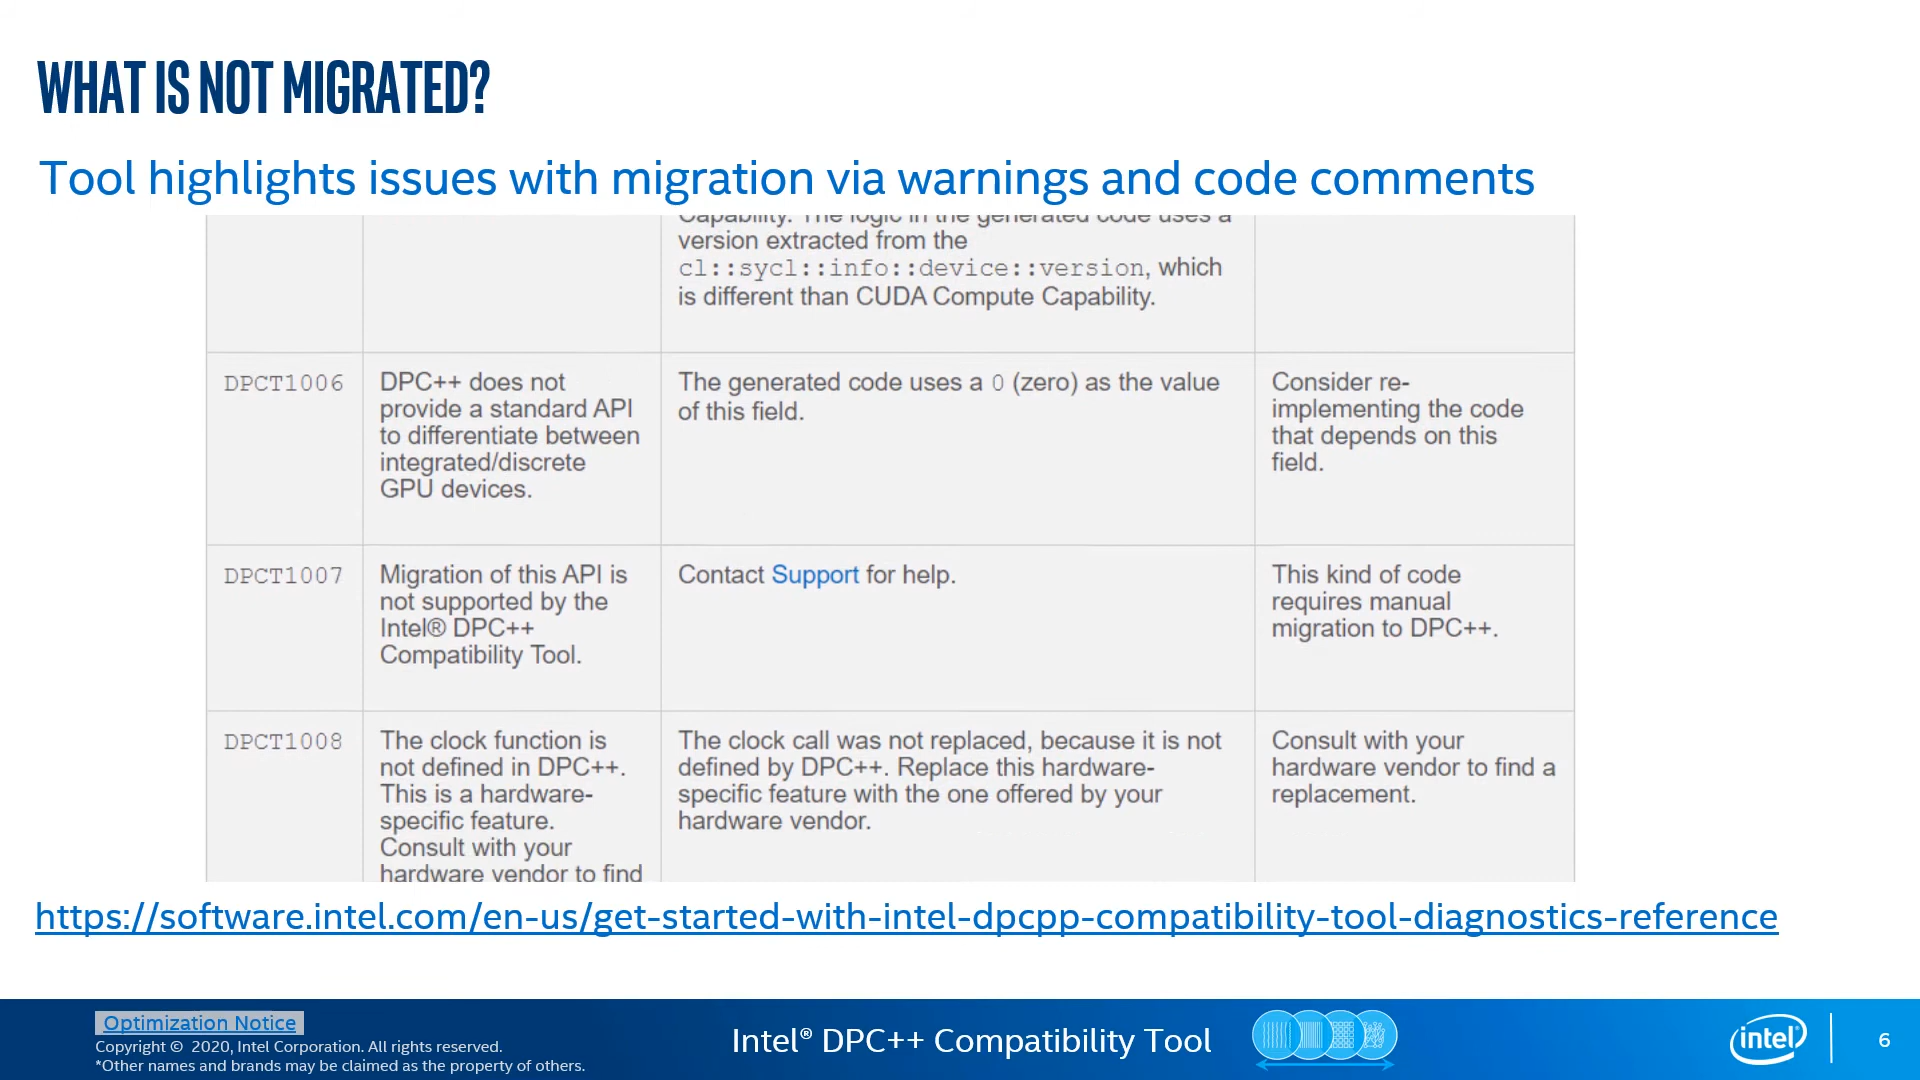 WHAT IS NOT MIGRATED?
Tool highlights issues with migration via warnings and code comments
Capability. The logic in the generated code uses a
version extracted from the
cl::sycl::info::device::version, which
is different than CUDA Compute Capability.
DPCT1006
DPC++ does not
provide a standard API
to differentiate between
integrated/discrete
GPU devices.
The generated code uses a 0 (zero) as the value
of this field.
Consider re-
implementing the code
that depends on this
field.
DPCT1007
Migration of this API is
not supported by the
Intel® DPC++
Compatibility Tool.
Contact Support for help.
This kind of code
requires manual
migration to DPC++.
DPCT1008
The clock function is
not defined in DPC++.
This is a hardware-
specific feature.
Consult with your
hardware vendor to find
The clock call was not replaced, because it is not
defined by DPC++. Replace this hardware-
specific feature with the one offered by your
hardware vendor.
Consult with your
hardware vendor to find a
replacement.
https://software.intel.com/en-us/get-started-with-intel-dpcpp-compatibility-tool-diagnostics-reference
Optimization Notice
Copyright © 2020, Intel Corporation. All rights reserved.
*Other names and brands may be claimed as the property of others.
Intel® DPC++ Compatibility Tool
intel
6